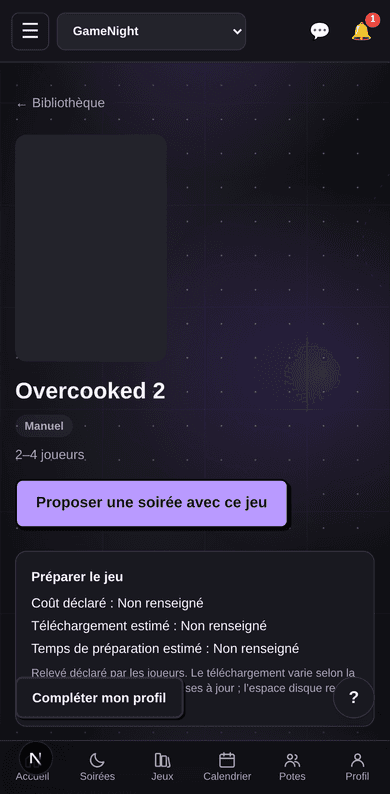 GameNight
1
← Bibliothèque
Overcooked 2
Manuel
2–4 joueurs
Proposer une soirée avec ce jeu
Préparer le jeu
Coût déclaré : Non renseigné
Téléchargement estimé : Non renseigné
Temps de préparation estimé : Non renseigné
Relevé déclaré par les joueurs. Le téléchargement varie selon la
ses à jour ; l'espace disque
Compléter mon profil
?
N
Accueil
Soirées
Jeux
Calendrier
Potes
Profil